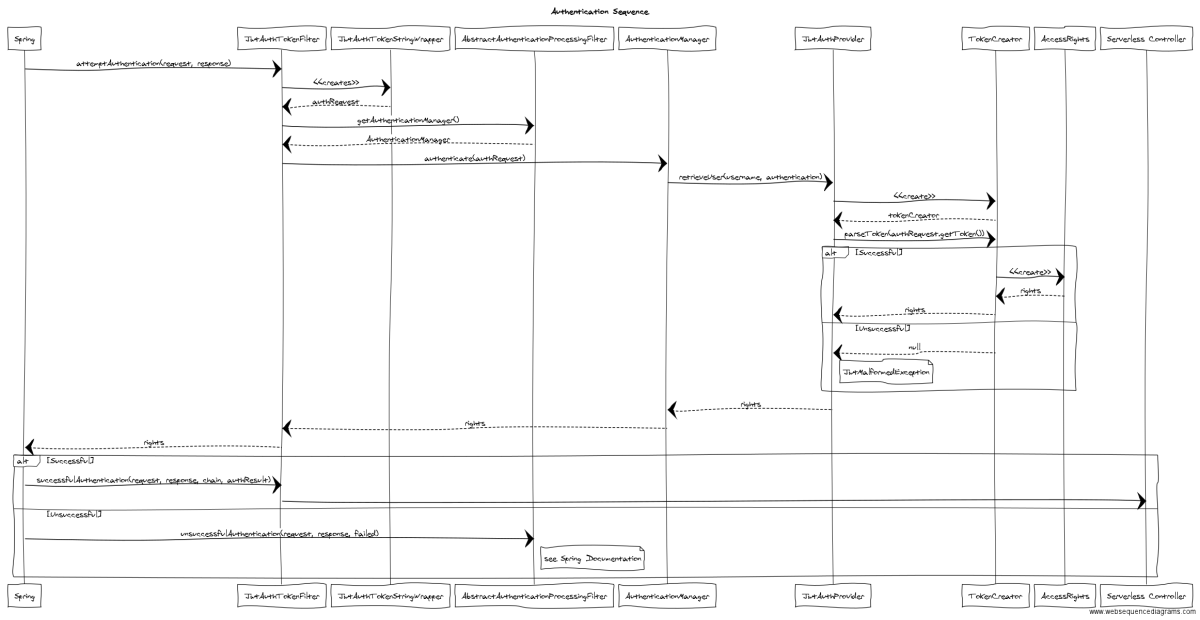 Authentication Sequence
Spring JwtAuthTokenFilter JwtAuthTokenStringWrapper AbstractAuthenticationProcessingFilter AuthenticationManager JwtAuthProvider TokenCreator AccessRights Serverless Controller
attemptAuthentication(request, response)
<<creates>>
authRequest
getAuthenticationManager()
AuthenticationManager
authenticate(authRequest)
retrieveUser(username, authentication)
<<create>>
tokenCreator
parseToken(authRequest.getToken())
alt [Successful]
<<create>>
rights
rights
[Unsuccessful]
null
JwtMalformedException
rights
rights
rights
alt [Successful]
successfulAuthentication(request, response, chain, authResult)
[Unsuccessful]
unsuccessfulAuthentication(request, response, failed)
see Spring Documentation
Spring JwtAuthTokenFilter JwtAuthTokenStringWrapper AbstractAuthenticationProcessingFilter AuthenticationManager JwtAuthProvider TokenCreator AccessRights Serverless Controller
www.websequencediagrams.com